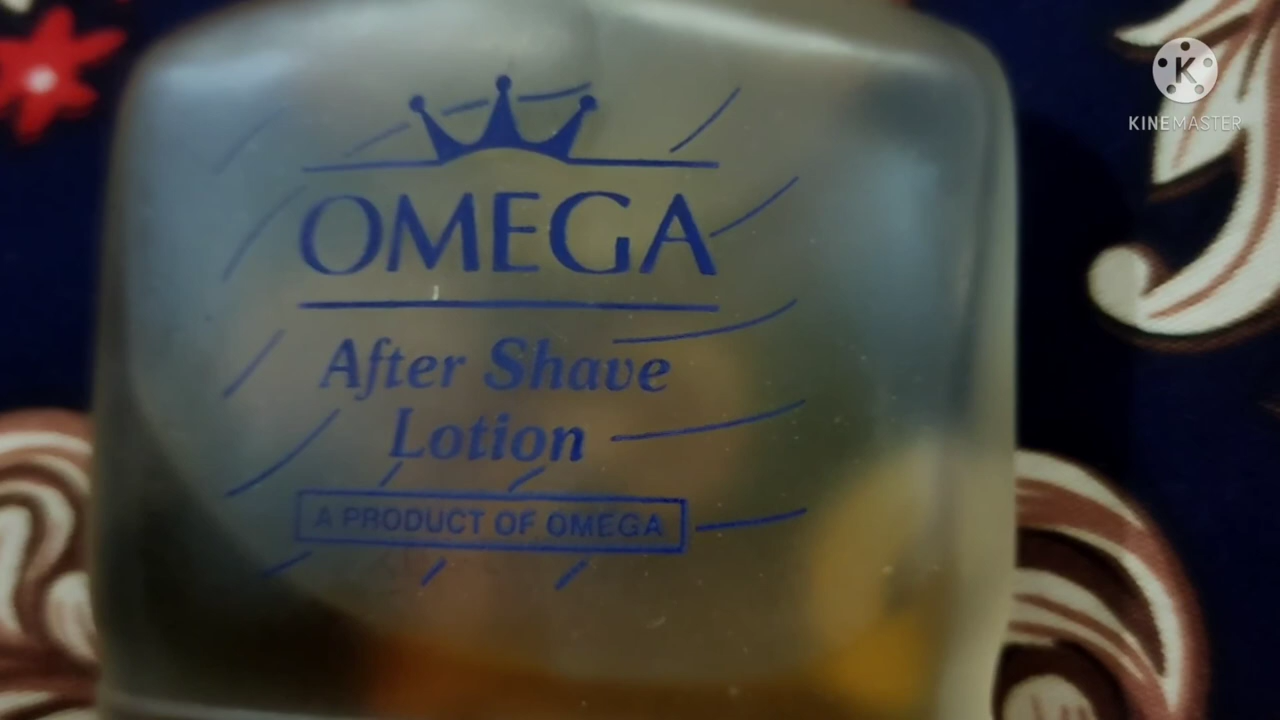 OMEGA
After Shave
Lotion
A PRODUCT OF OMEGA
K
KINEMASTER